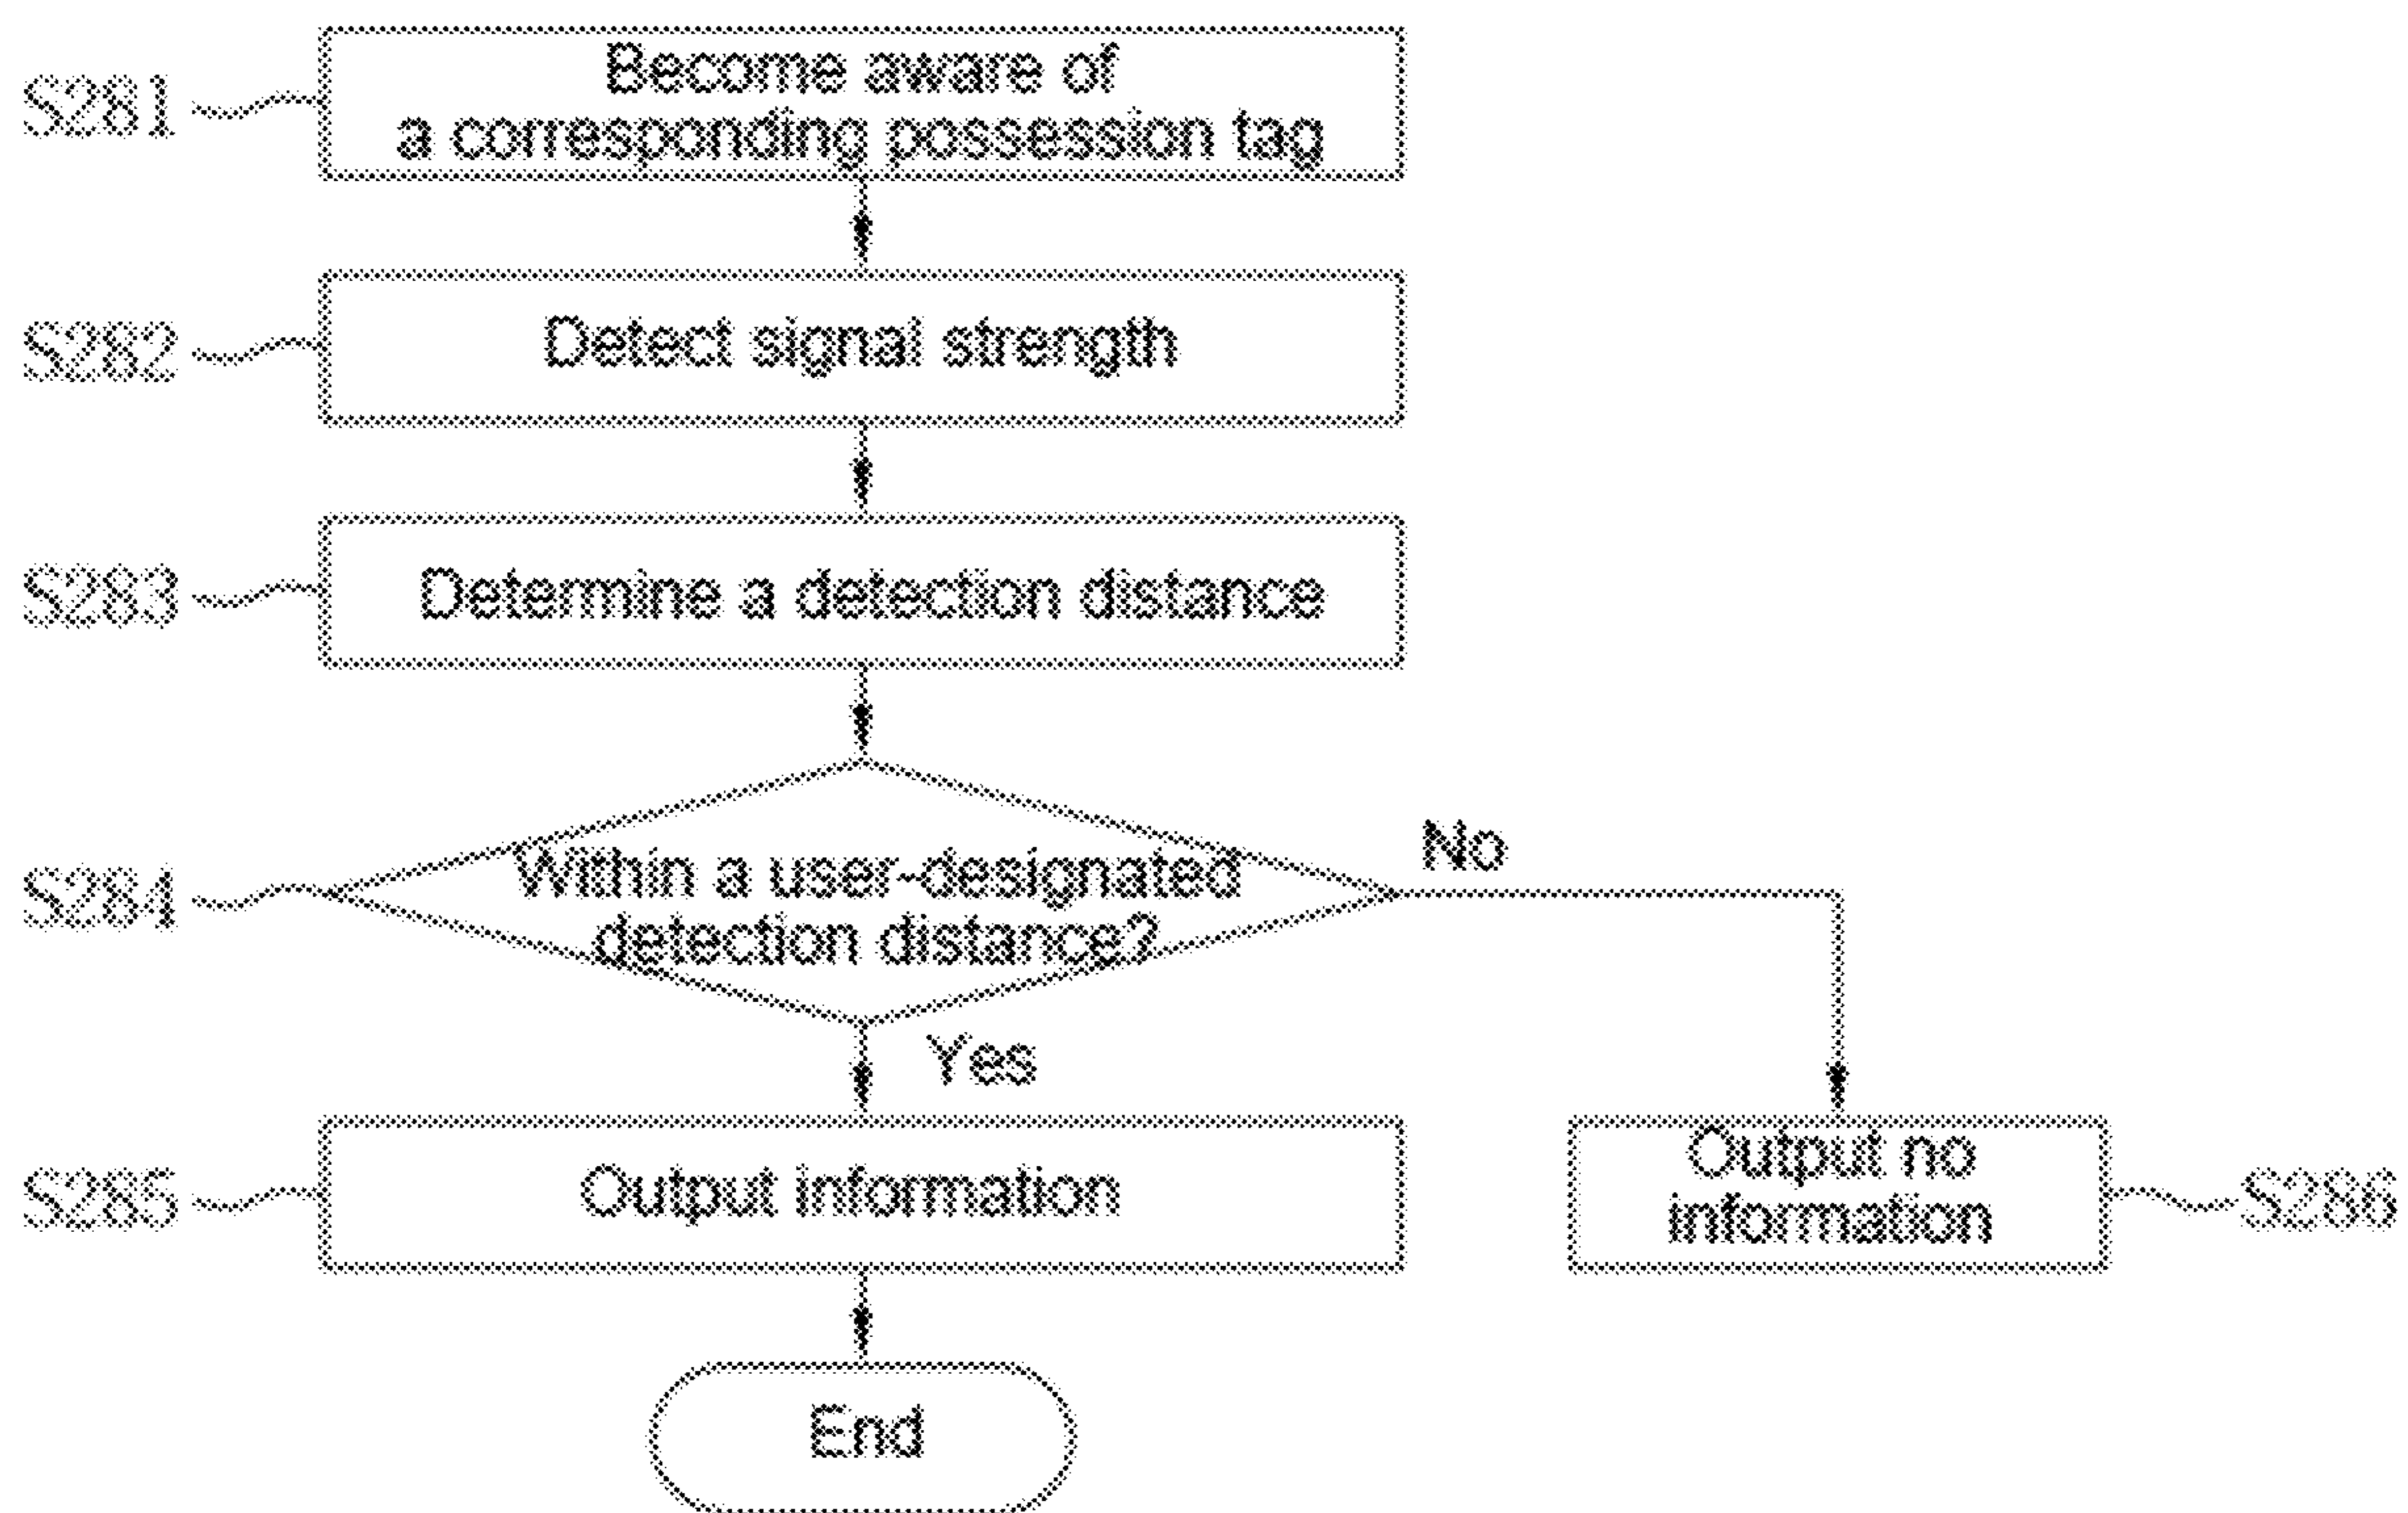 S281
Become aware of
a corresponding possession tag
S282
Detect signal strength
S283
Determine a detection distance
S284
Within a user-designated
detection distance?
No
Yes
S285
Output information
Output no
information
S286
End